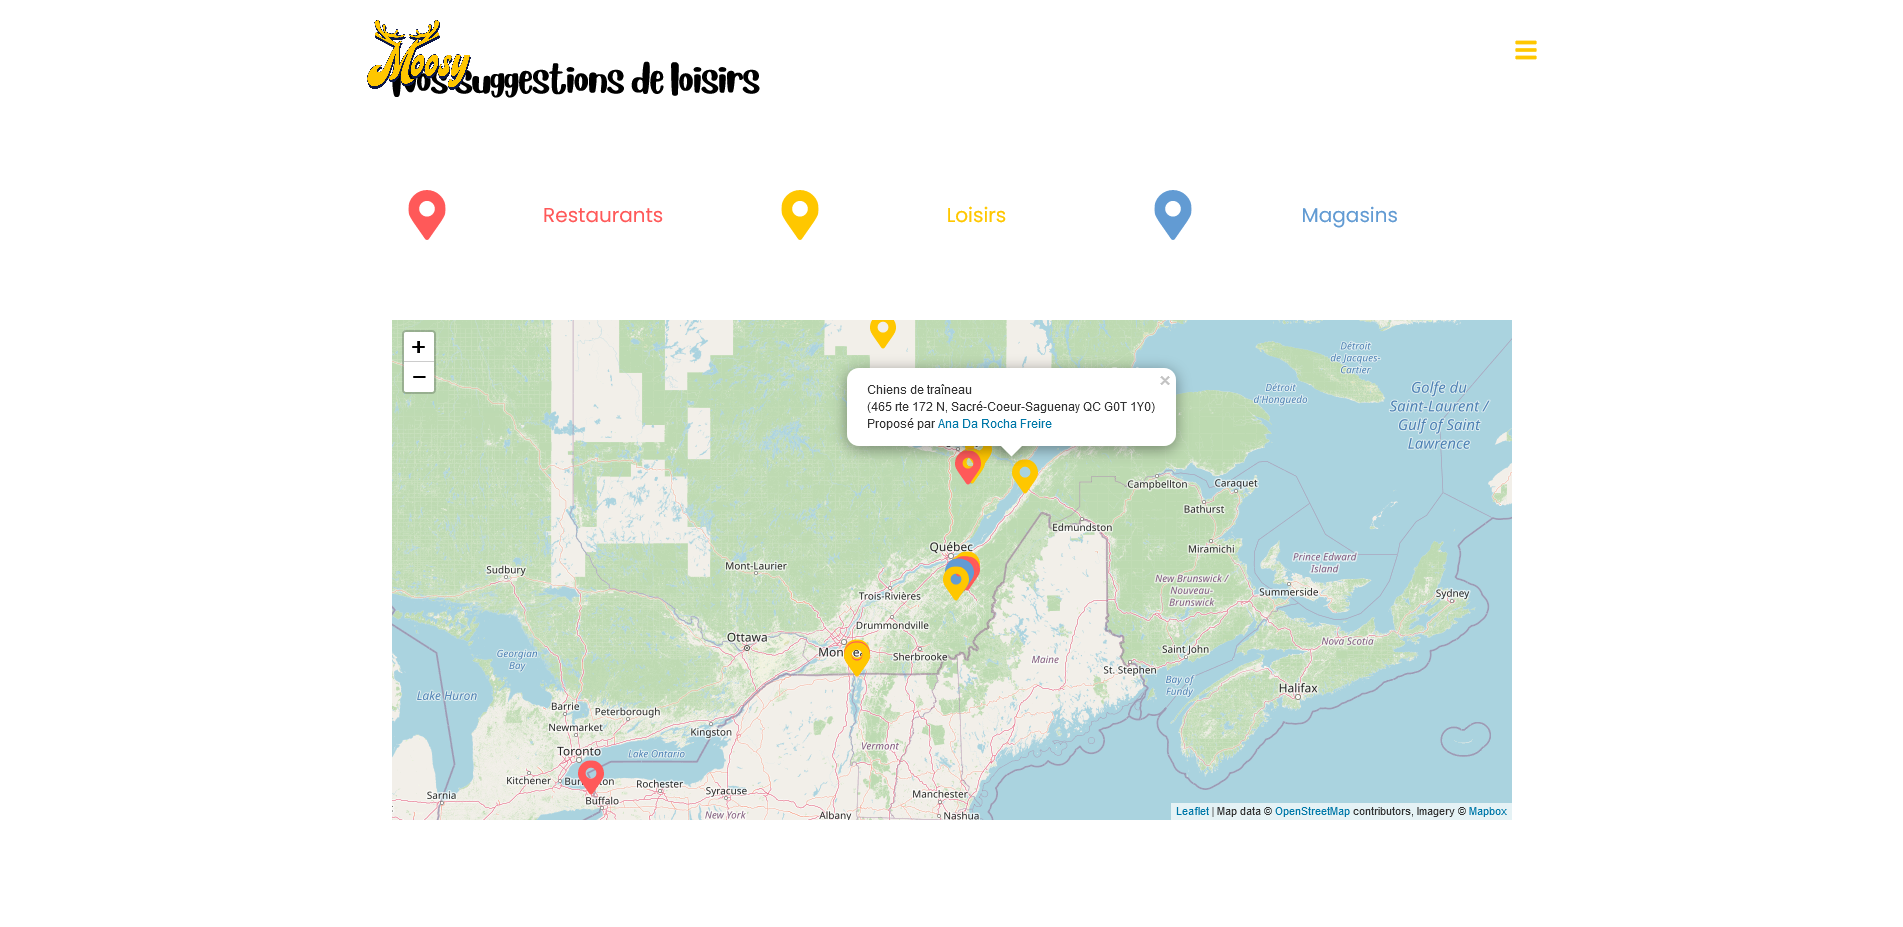 Moosy
Nos suggestions de loisirs
Restaurants
Loisirs
Magasins
+
−
Détroit
de Jacques-
Cartier
Détroit
d'Honguedo
Golfe du
Saint-Laurent /
Gulf of Saint
Lawrence
×
Chiens de traîneau
(465 rte 172 N, Sacré-Coeur-Saguenay QC G0T 1Y0)
Proposé par Ana Da Rocha Freire
Campbellton
Caraquet
Bathurst
Edmundston
Québec
Miramichi
Prince Edward
Island
Mont-Laurier
Sudbury
New Brunswick /
Nouveau-
Brunswick
Summerside
Sydney
Trois-Rivières
Drummondville
Ottawa
Sherbrooke
Nova Scotia
Georgian
Bay
Maine
Saint John
St. Stephen
Bay of
Fundy
Halifax
Lake Huron
Barrie
Peterborough
Newmarket
Kingston
Vermont
Toronto
Lake Ontario
Kitchener
Rochester
Syracuse
Sarnia
Buffalo
Manchester
New York
Albany
Nashua
Leaflet | Map data © OpenStreetMap contributors, Imagery © Mapbox